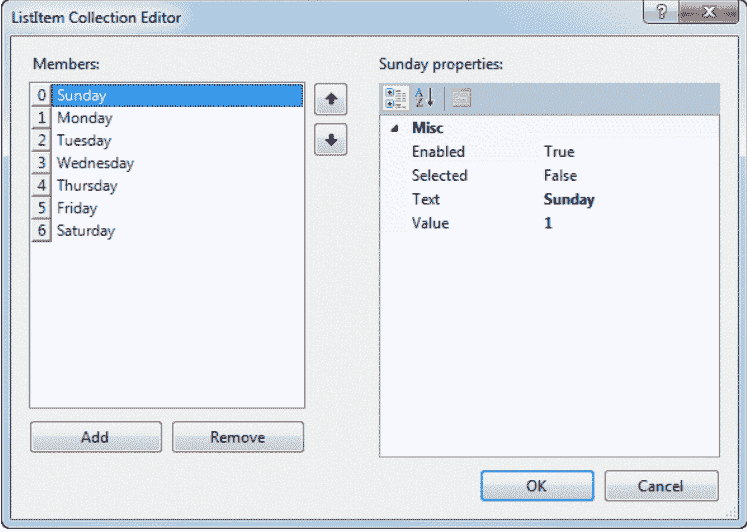 ListItem Collection Editor
Members:
0 Sunday
1 Monday
2 Tuesday
3 Wednesday
4 Thursday
5 Friday
6 Saturday
Add Remove
Sunday properties:
Misc
Enabled True
Selected False
Text Sunday
Value 1
OK Cancel